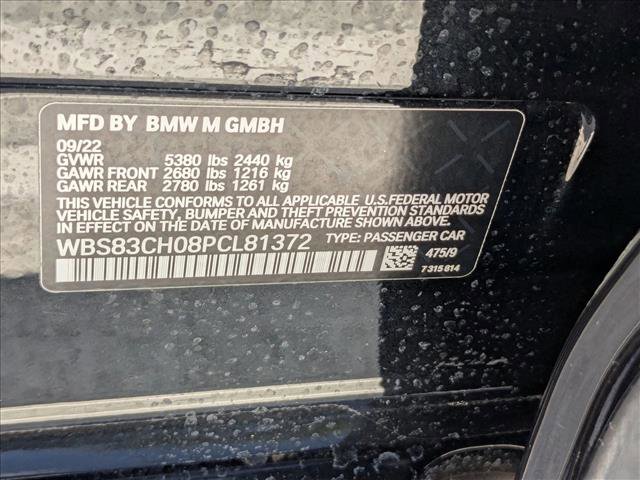 MFD BY BMW M GMBH
09/22
GVWR 5380 lbs 2440 kg
GAWR FRONT 2680 lbs 1216 kg
GAWR REAR 2780 lbs 1261 kg
THIS VEHICLE CONFORMS TO ALL APPLICABLE U.S.FEDERAL MOTOR
VEHICLE SAFETY, BUMPER AND THEFT PREVENTION STANDARDS
IN EFFECT ON THE DATE OF MANUFACTURE SHOWN ABOVE.
WBS83CH08PCL81372 TYPE: PASSENGER CAR
475/9
7315814